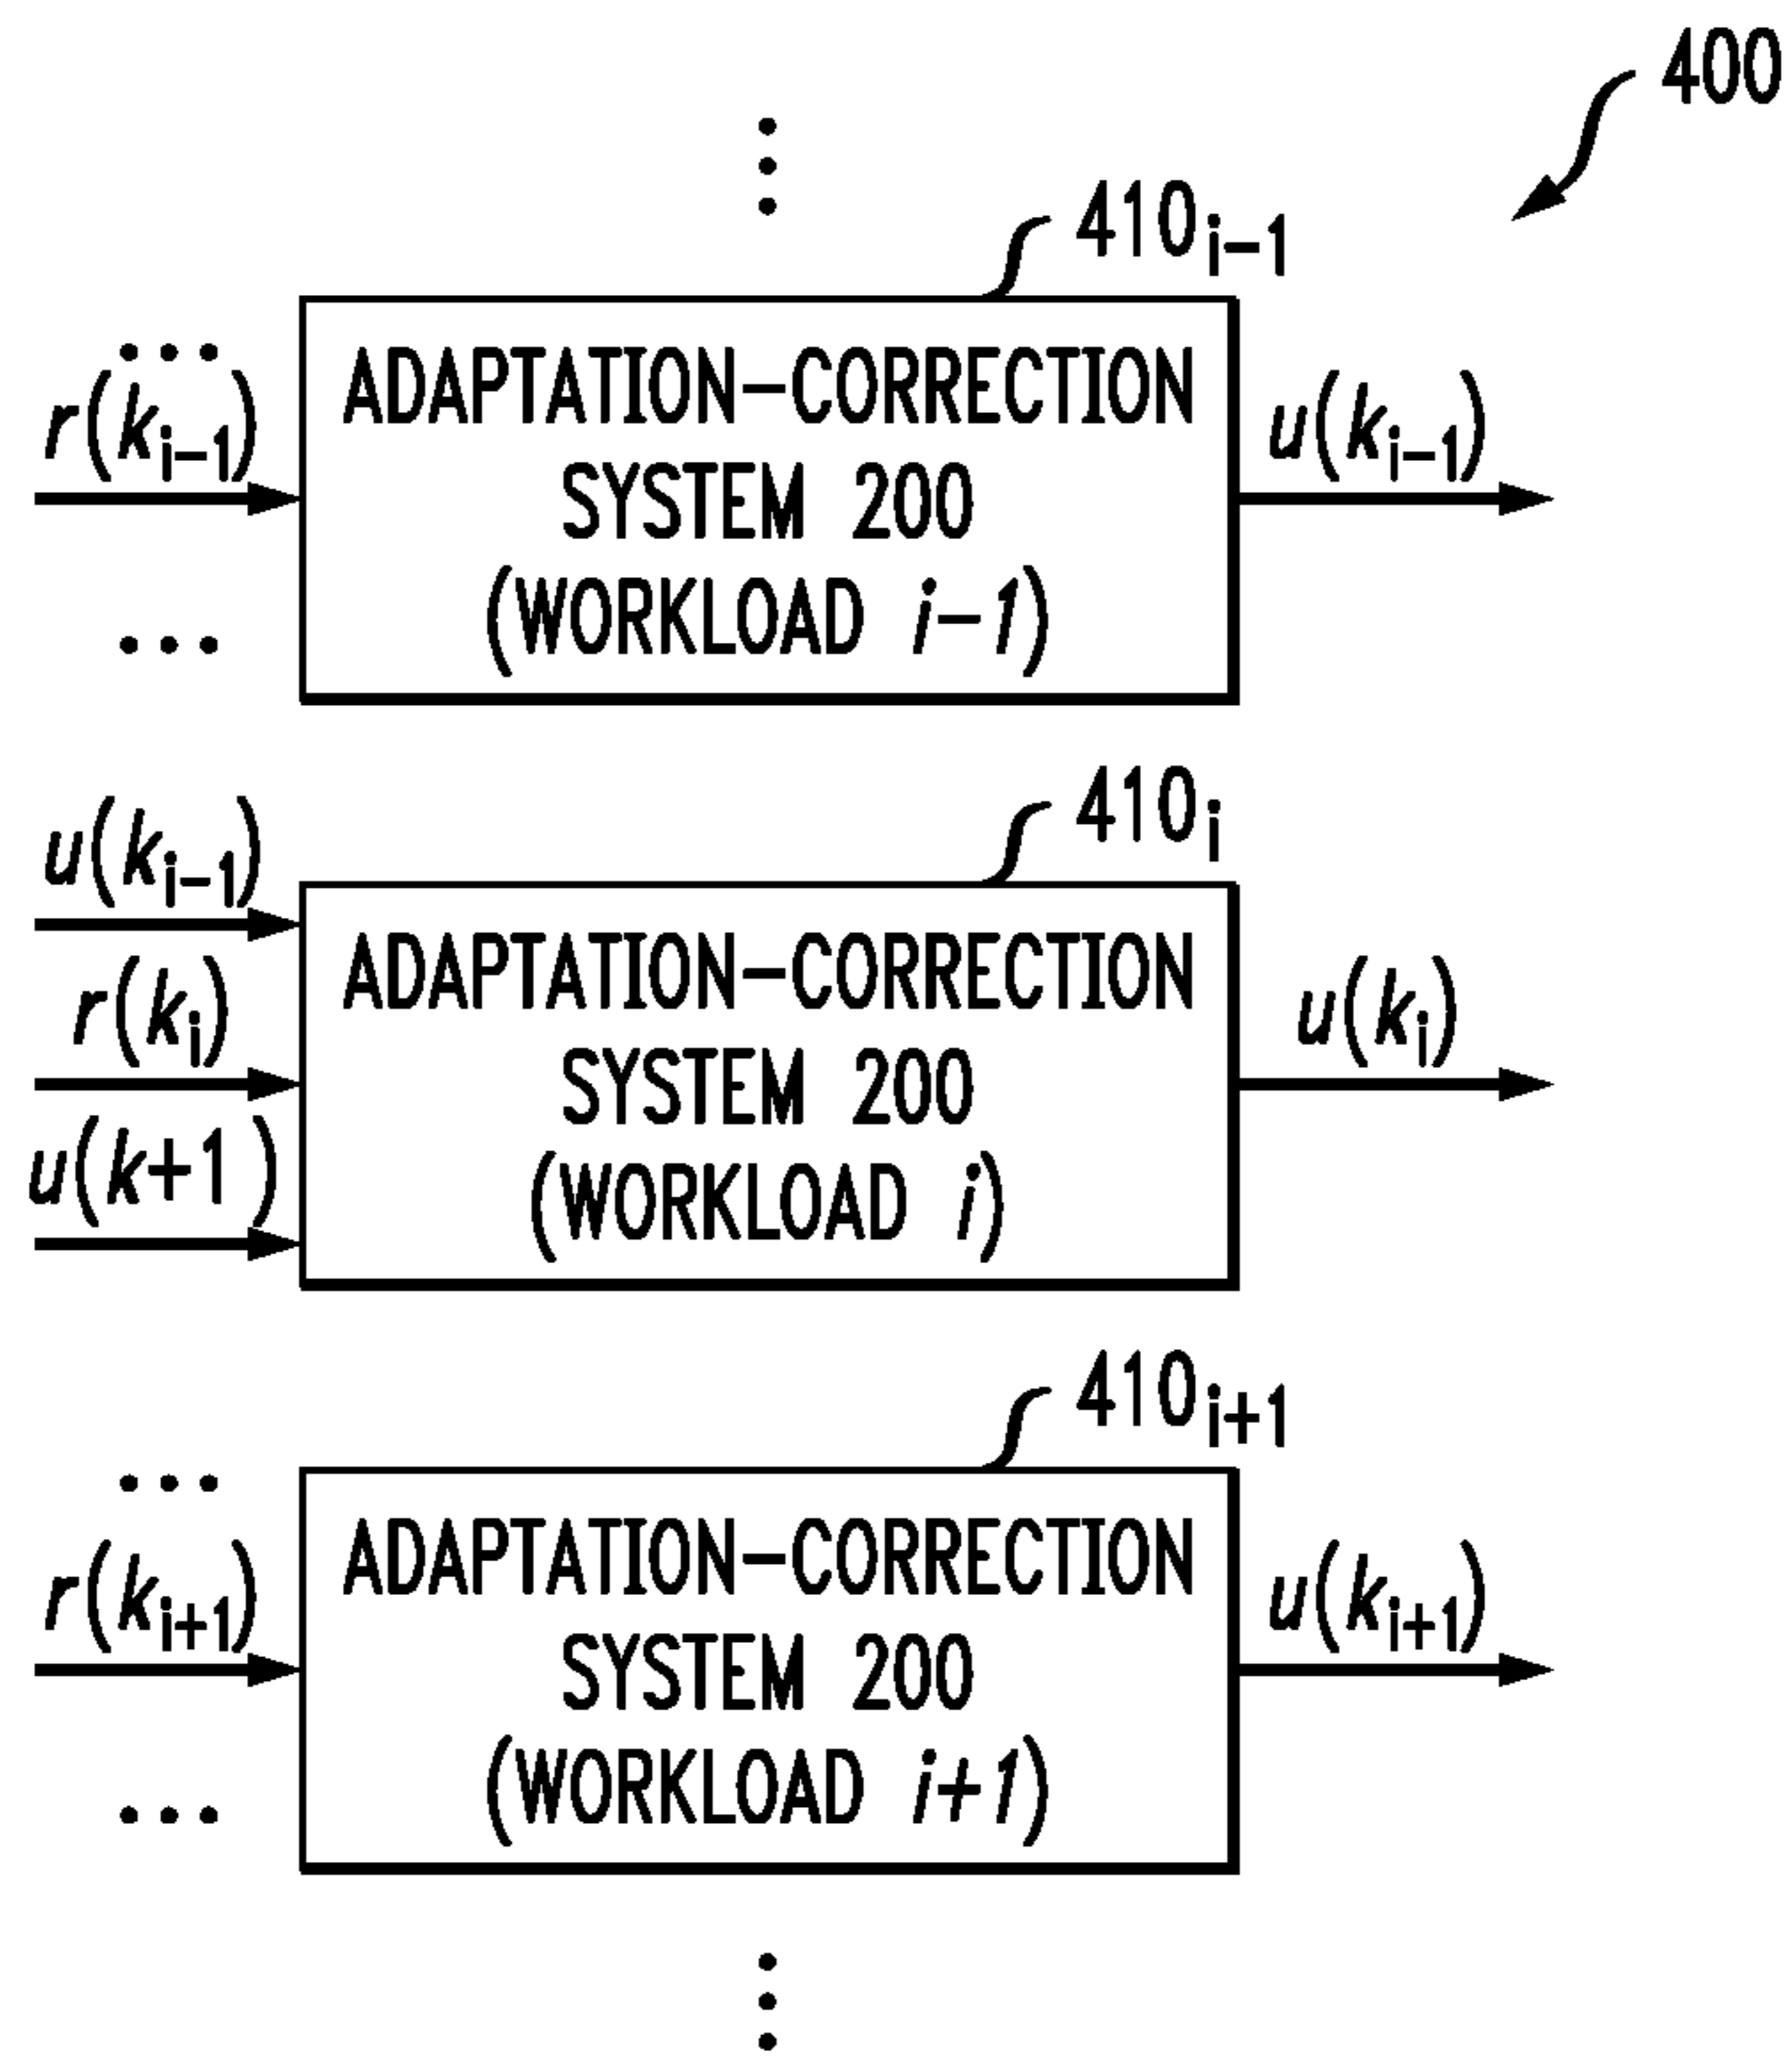 400
410i−1
...
r(ki−1)
ADAPTATION–CORRECTION
SYSTEM 200
(WORKLOAD i−1)
u(ki−1)
...
410i
u(ki−1)
r(ki)
u(k+1 )
ADAPTATION–CORRECTION
SYSTEM 200
(WORKLOAD i)
u(ki)
410i+1
...
r(ki+1)
ADAPTATION–CORRECTION
SYSTEM 200
(WORKLOAD i+1)
u(ki+1)
...